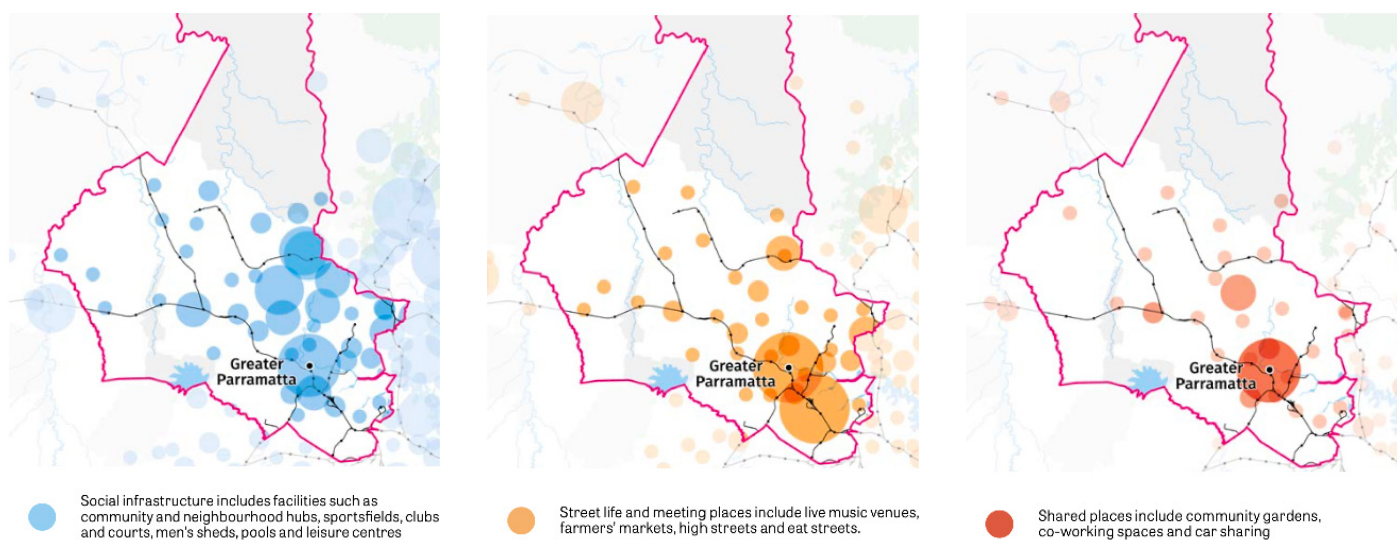 Greater
Parramatta
Greater
Parramatta
Greater
Parramatta
Social infrastructure includes facilities such as
community and neighbourhood hubs, sportsfields, clubs
and courts, men's sheds, pools and leisure centres
Street life and meeting places include live music venues,
farmers' markets, high streets and eat streets.
Shared places include community gardens,
co-working spaces and car sharing